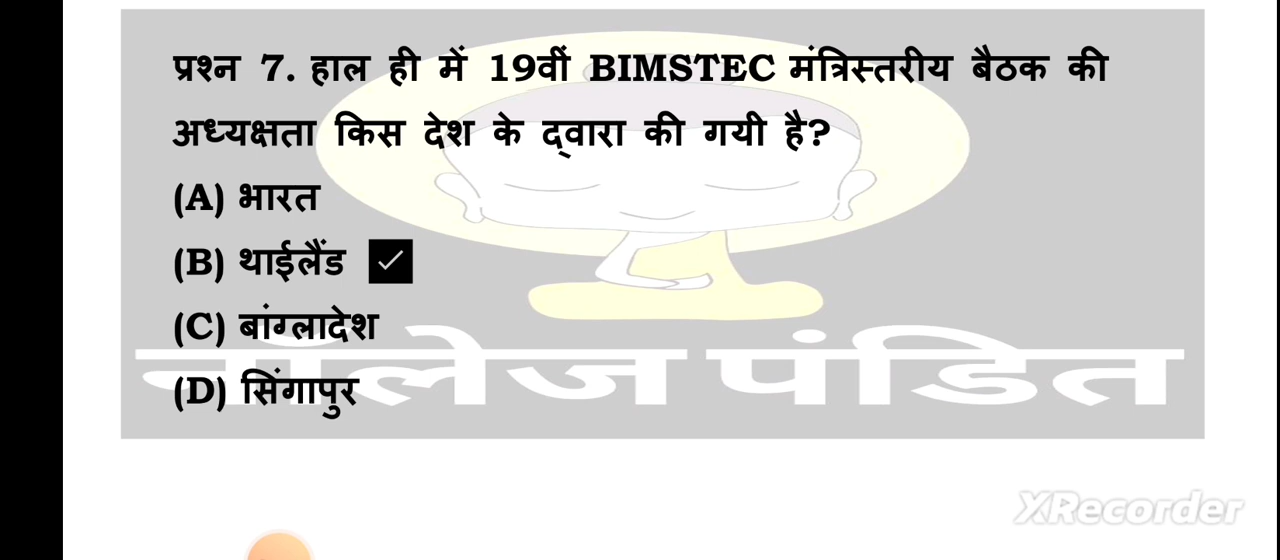 प्रश्न 7. हाल ही में 19वीं BIMSTEC मंत्रिस्तरीय बैठक की
अध्यक्षता किस देश के द्वारा की गयी है?
(A) भारत
(B) थाईलैंड
(C) बांग्लादेश
(D) सिंगापुर
नॉलेज पंडित
XRecorder